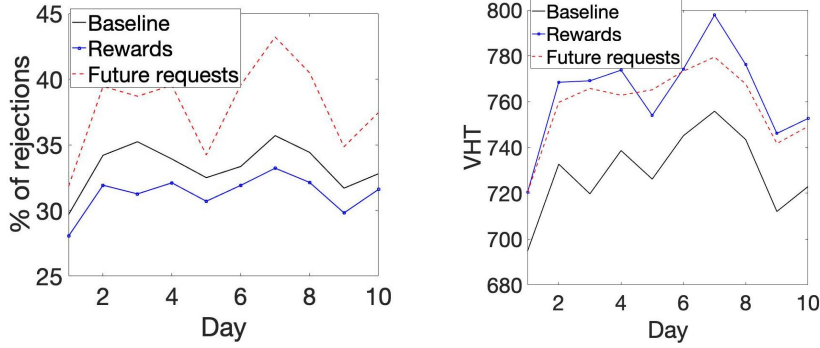 45
40
35
30
25
% of rejections
Baseline
Rewards
Future requests
2
4
6
8
10
Day
800
780
760
740
720
700
680
VHT
Baseline
Rewards
Future requests
2
4
6
8
10
Day